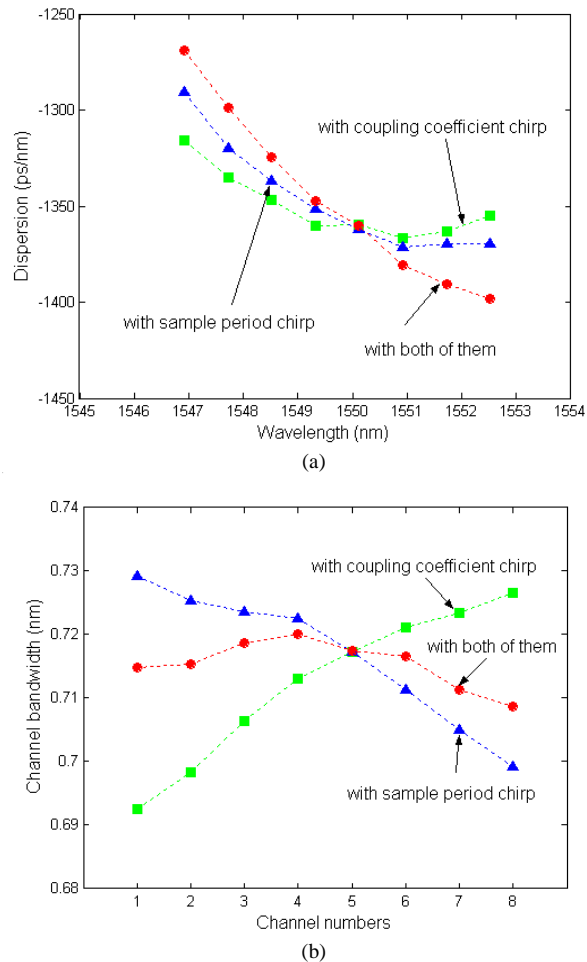 -1250
-1300
-1350
-1400
-1450
Dispersion (ps/nm)
with coupling coefficient chirp
with sample period chirp
with both of them
1545 1546 1547 1548 1549 1550 1551 1552 1553 1554
Wavelength (nm)
(a)
0.74
0.73
0.72
0.71
0.7
0.69
0.68
Channel bandwidth (nm)
with coupling coefficient chirp
with both of them
with sample period chirp
1 2 3 4 5 6 7 8
Channel numbers
(b)